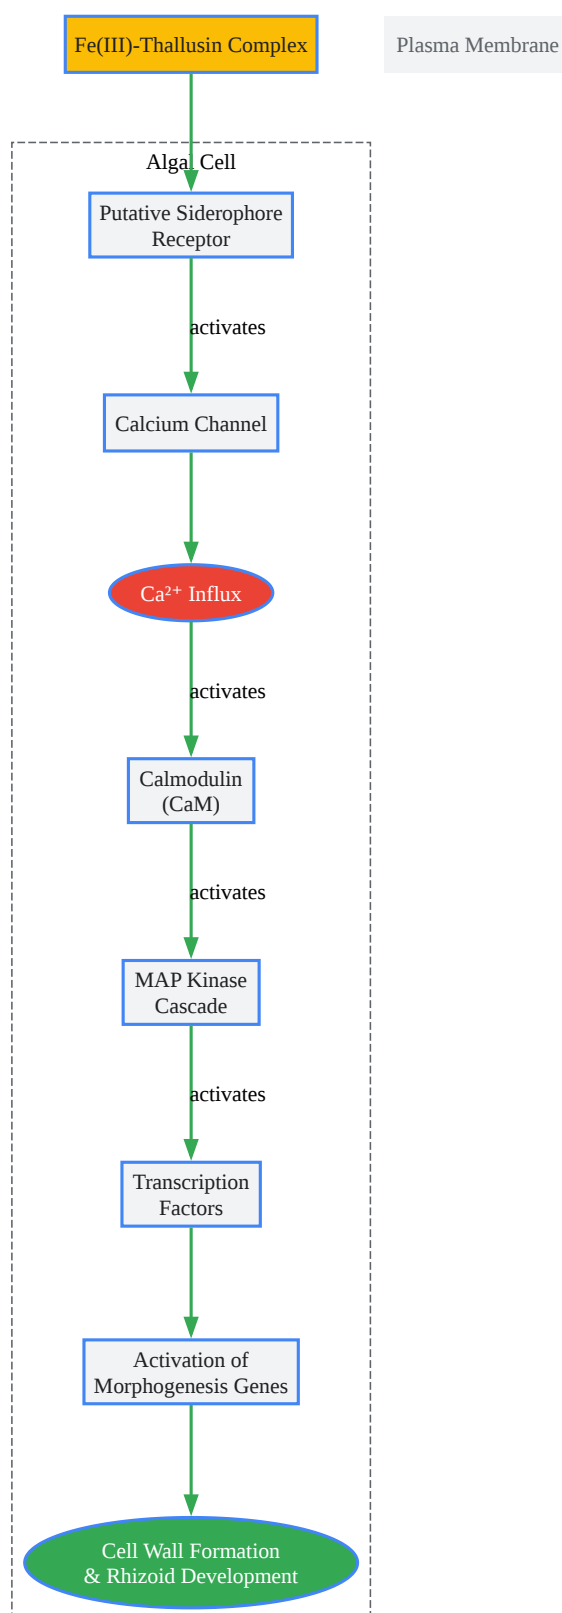 Fe(III)-Thallusin Complex
Plasma Membrane
Algal Cell
Putative Siderophore
Receptor
activates
Calcium Channel
Ca²⁺ Influx
activates
Calmodulin
(CaM)
activates
MAP Kinase
Cascade
activates
Transcription
Factors
Activation of
Morphogenesis Genes
Cell Wall Formation
& Rhizoid Development